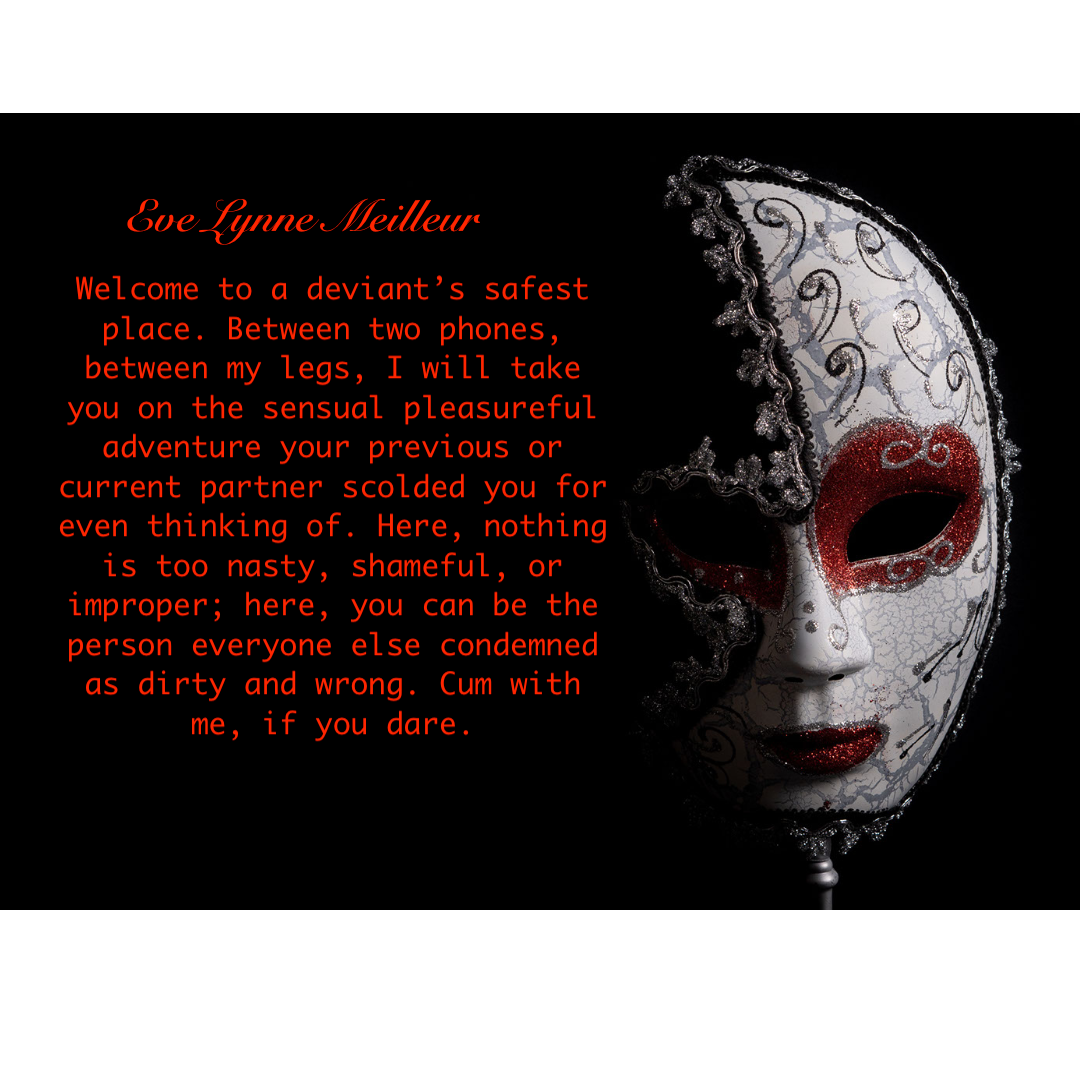 Eve Lynne Meilleur
Welcome to a deviant’s safest
place. Between two phones,
between my legs, I will take
you on the sensual pleasureful
adventure your previous or
current partner scolded you for
even thinking of. Here, nothing
is too nasty, shameful, or
improper; here, you can be the
person everyone else condemned
as dirty and wrong. Cum with
me, if you dare.